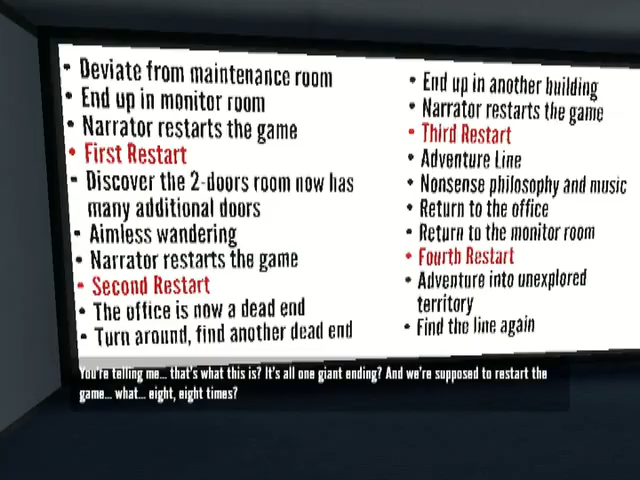 • Deviate from maintenance room
• End up in monitor room
• Narrator restarts the game
• First Restart
• Discover the 2-doors room now has
many additional doors
• Aimless wandering
• Narrator restarts the game
• Second Restart
• The office is now a dead end
• Turn around, find another dead end
• End up in another building
• Narrator restarts the game
• Third Restart
• Adventure Line
• Nonsense philosophy and music
• Return to the office
• Return to the monitor room
• Fourth Restart
• Adventure into unexplored
territory
• Find the line again
You're telling me... that's what this is? It's all one giant ending? And we're supposed to restart the
game... what... eight, eight times?